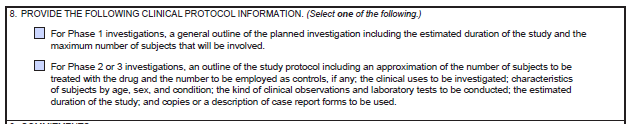 8. PROVIDE THE FOLLOWING CLINICAL PROTOCOL INFORMATION. (Select one of the following.)
For Phase 1 investigations, a general outline of the planned investigation including the estimated duration of the study and the
maximum number of subjects that will be involved.
For Phase 2 or 3 investigations, an outline of the study protocol including an approximation of the number of subjects to be
treated with the drug and the number to be employed as controls, if any; the clinical uses to be investigated; characteristics
of subjects by age, sex, and condition; the kind of clinical observations and laboratory tests to be conducted; the estimated
duration of the study; and copies or a description of case report forms to be used.